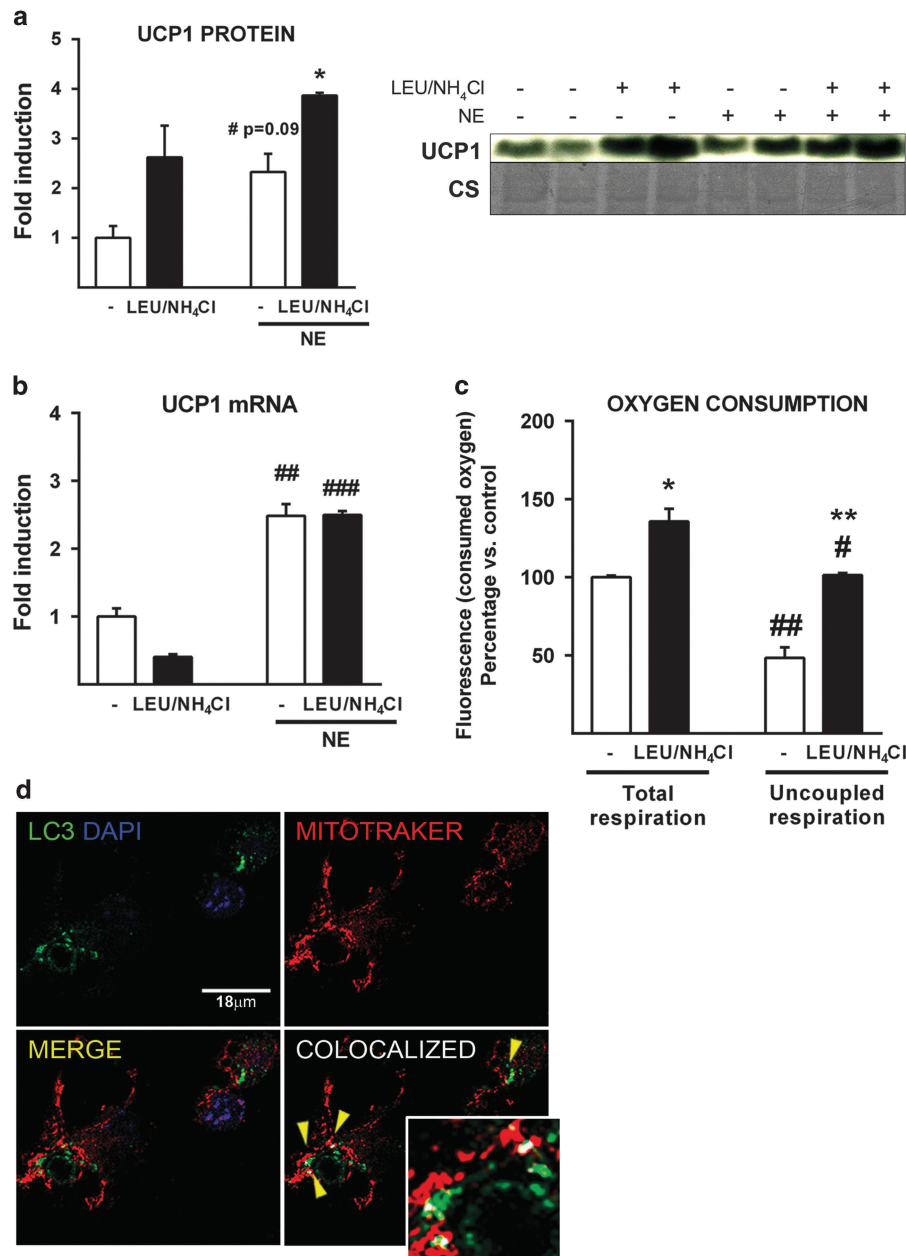 a
UCP1 PROTEIN
Fold induction
5
4
3
2
1
# p=0.09
*
- LEU/NH₄Cl - LEU/NH₄Cl
NE
LEU/NH₄Cl - - + + - - + +
NE - - - - + + + +
UCP1
CS
b
UCP1 mRNA
Fold induction
4
3
2
1
## ###
- LEU/NH₄Cl - LEU/NH₄Cl
NE
c
OXYGEN CONSUMPTION
Fluorescence (consumed oxygen)
Percentage vs. control
200
150
100
50
*
**
#
##
- LEU/NH₄Cl - LEU/NH₄Cl
Total respiration
Uncoupled respiration
d
LC3 DAPI
18µm
MITOTRAKER
MERGE
COLOCALIZED